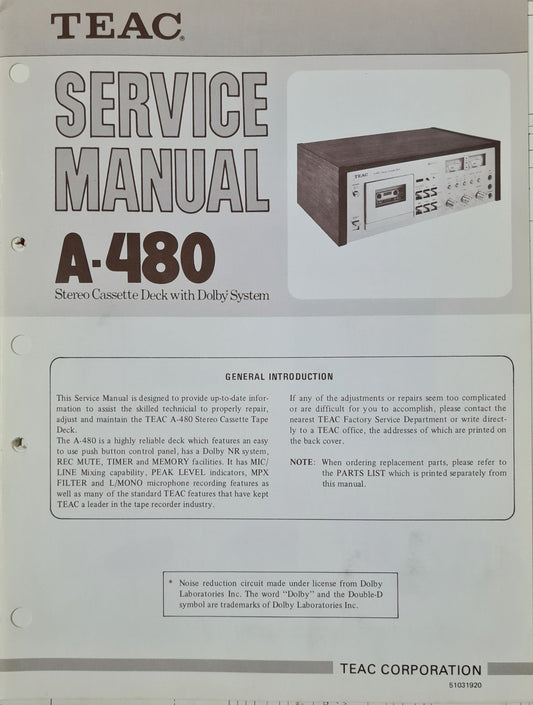 TEAC®
SERVICE
MANUAL
A-480
Stereo Cassette Deck with Dolby* System
TEAC
GENERAL INTRODUCTION
This Service Manual is designed to provide up-to-date infor-
mation to assist the skilled technicial to properly repair,
adjust and maintain the TEAC A-480 Stereo Cassette Tape
Deck.
The A-480 is a highly reliable deck which features an easy
to use push button control panel, has a Dolby NR system,
REC MUTE, TIMER and MEMORY facilities. It has MIC/
LINE Mixing capability, PEAK LEVEL indicators, MPX
FILTER and L/MONO microphone recording features as
well as many of the standard TEAC features that have kept
TEAC a leader in the tape recorder industry.
If any of the adjustments or repairs seem too complicated
or are difficult for you to accomplish, please contact the
nearest TEAC Factory Service Department or write direct-
ly to a TEAC office, the addresses of which are printed on
the back cover.
NOTE: When ordering replacement parts, please refer to
the PARTS LIST which is printed separately from
this manual.
* Noise reduction circuit made under license from Dolby
Laboratories Inc. The word "Dolby" and the Double-D
symbol are trademarks of Dolby Laboratories Inc.
TEAC CORPORATION
51031920